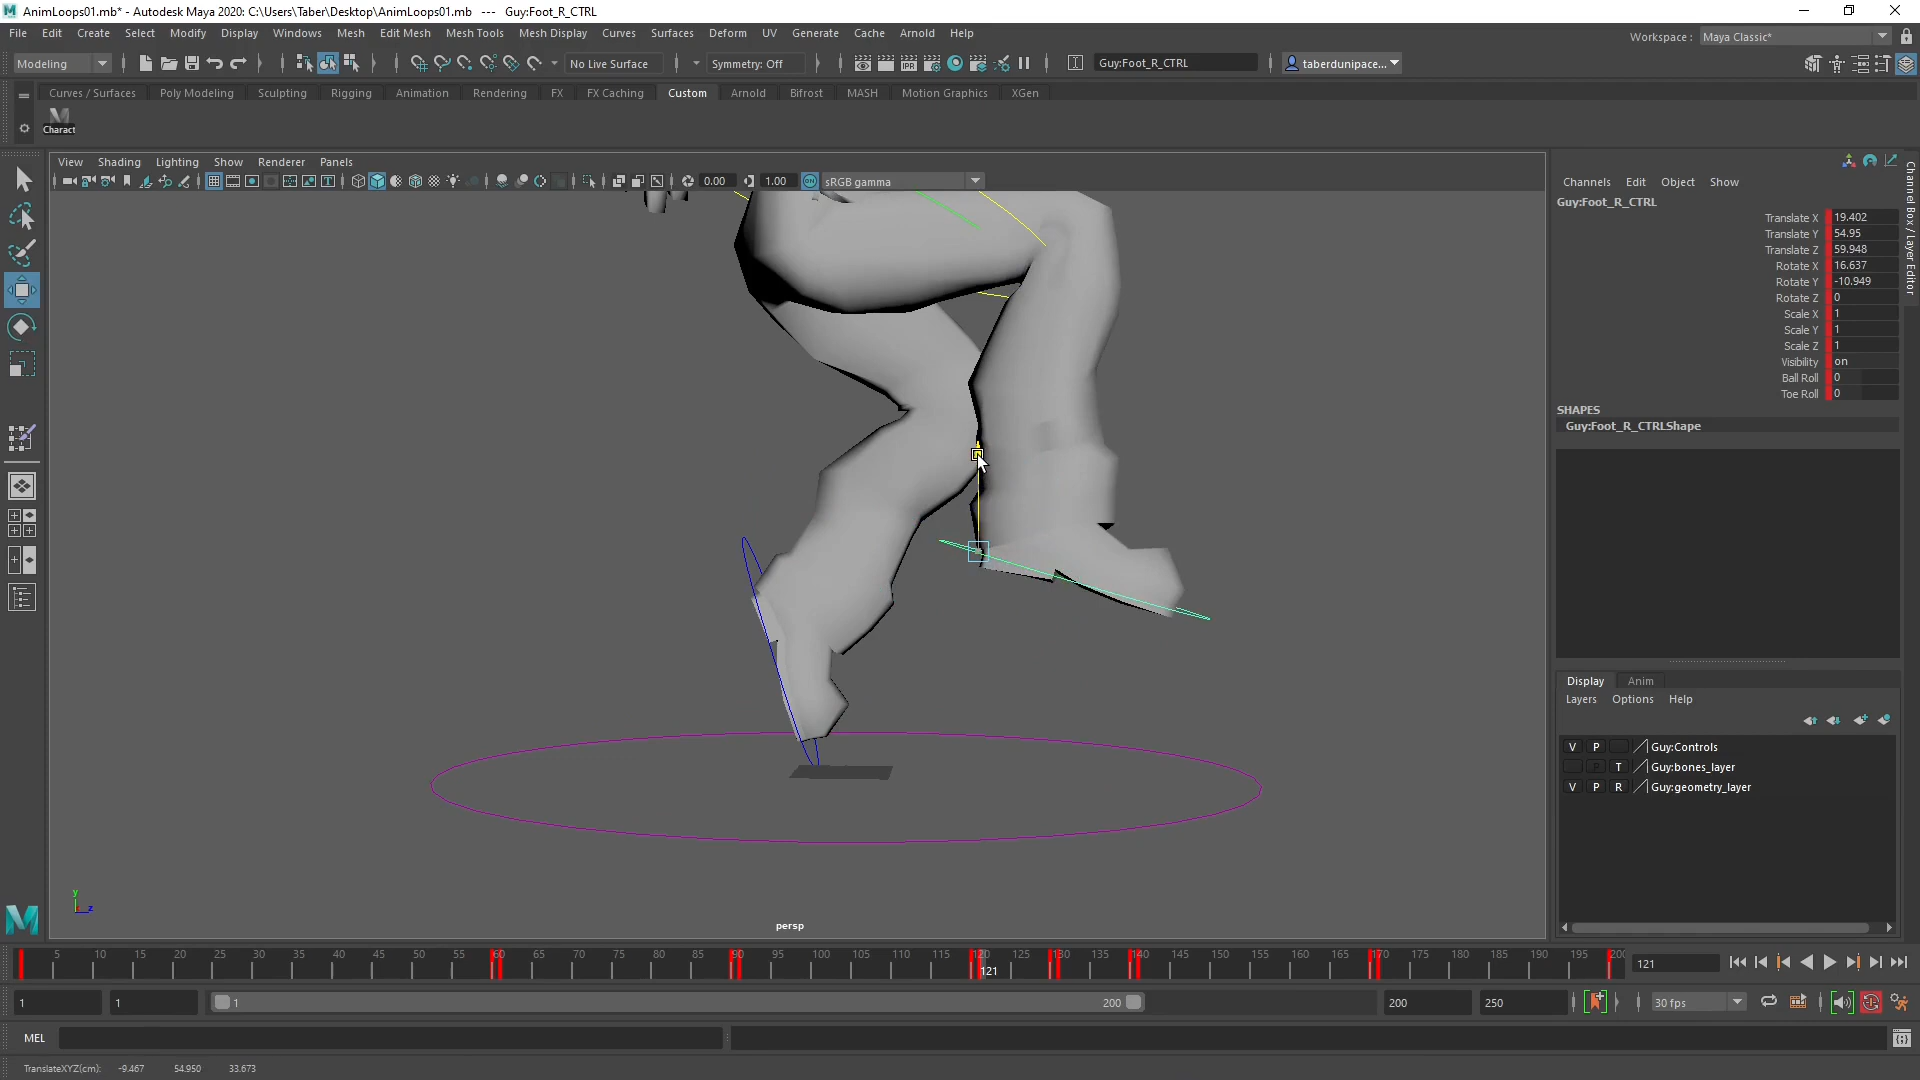 AnimLoops01.mb* - Autodesk Maya 2020: C:\Users\Taber\Desktop\AnimLoops01.mb --- Guy:Foot_R_CTRL
File Edit Create Select Modify Display Windows Mesh Edit Mesh Mesh Tools Mesh Display Curves Surfaces Deform UV Generate Cache Arnold Help
Workspace : Maya Classic*
Modeling No Live Surface Symmetry: Off IPR Guy:Foot_R_CTRL taberdunipace...
Curves / Surfaces Poly Modeling Sculpting Rigging Animation Rendering FX FX Caching Custom Arnold Bifrost MASH Motion Graphics XGen
Charact
View Shading Lighting Show Renderer Panels
0.00 1.00 ON sRGB gamma
Channels Edit Object Show
Guy:Foot_R_CTRL
Translate X 19.402
Translate Y 54.95
Translate Z 59.948
Rotate X 16.637
Rotate Y -10.949
Rotate Z 0
Scale X 1
Scale Y 1
Scale Z 1
Visibility on
Ball Roll 0
Toe Roll 0
SHAPES
Guy:Foot_R_CTRLShape
Channel Box / Layer Editor
Display Anim
Layers Options Help
V P Guy:Controls
P T Guy:bones_layer
V P R Guy:geometry_layer
y
z
persp
5 10 15 20 25 30 35 40 45 50 55 60 65 70 75 80 85 90 95 100 105 110 115 120 125 130 135 140 145 150 155 160 165 170 175 180 185 190 195 200
121
121
1 1 1 200 200 250 30 fps
MEL
TranslateXYZ(cm): -9.467 54.950 33.673